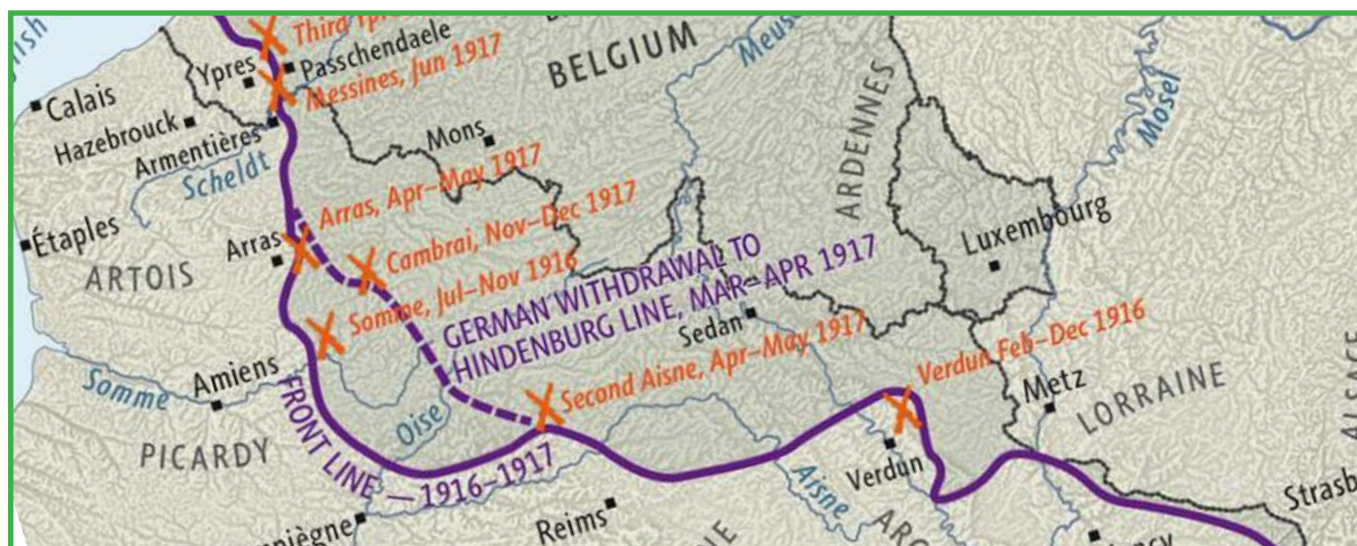 Third Ypres
Ypres
Passchendaele
Messines, Jun 1917
BELGIUM
Meuse
Calais
Hazebrouck
Armentières
Scheldt
Mons
ARDENNES
Mosel
Étaples
Arras
Arras, Apr–May 1917
Cambrai, Nov–Dec 1917
ARTOIS
Somme, Jul–Nov 1916
GERMAN WITHDRAWAL TO
HINDENBURG LINE, MAR–APR 1917
Luxembourg
Sedan
Somme
Amiens
Second Aisne, Apr–May 1917
Verdun Feb–Dec 1916
Metz
LORRAINE
ALSACE
PICARDY
Oise
FRONT LINE — 1916–1917
Verdun
Aisne
Reims